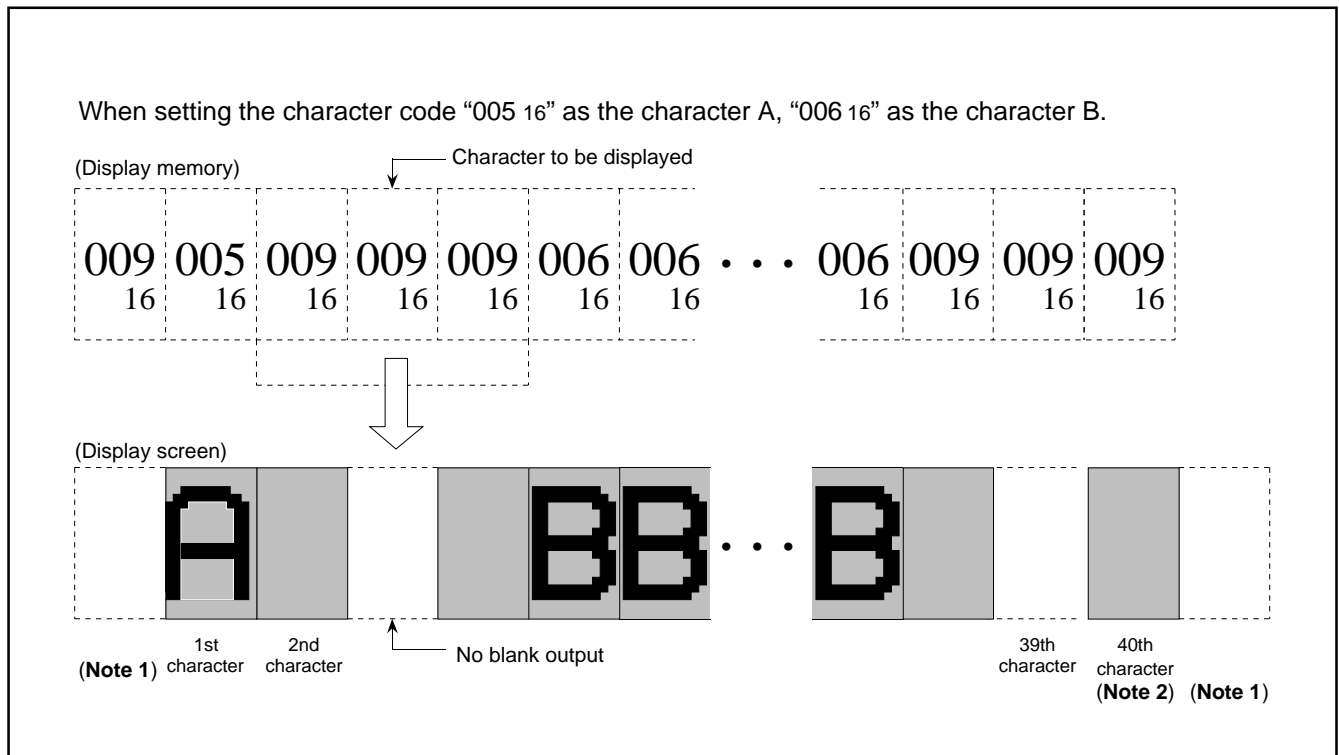 When setting the character code “005 16” as the character A, “006 16” as the character B.
(Display memory)
Character to be displayed
009 005 009 009 009 006 006 • • • 006 009 009 009
16 16 16 16 16 16 16 16 16 16 16
(Display screen)
A B B • • • B
1st character
2nd character
No blank output
39th character
40th character
(Note 1) (Note 2) (Note 1)